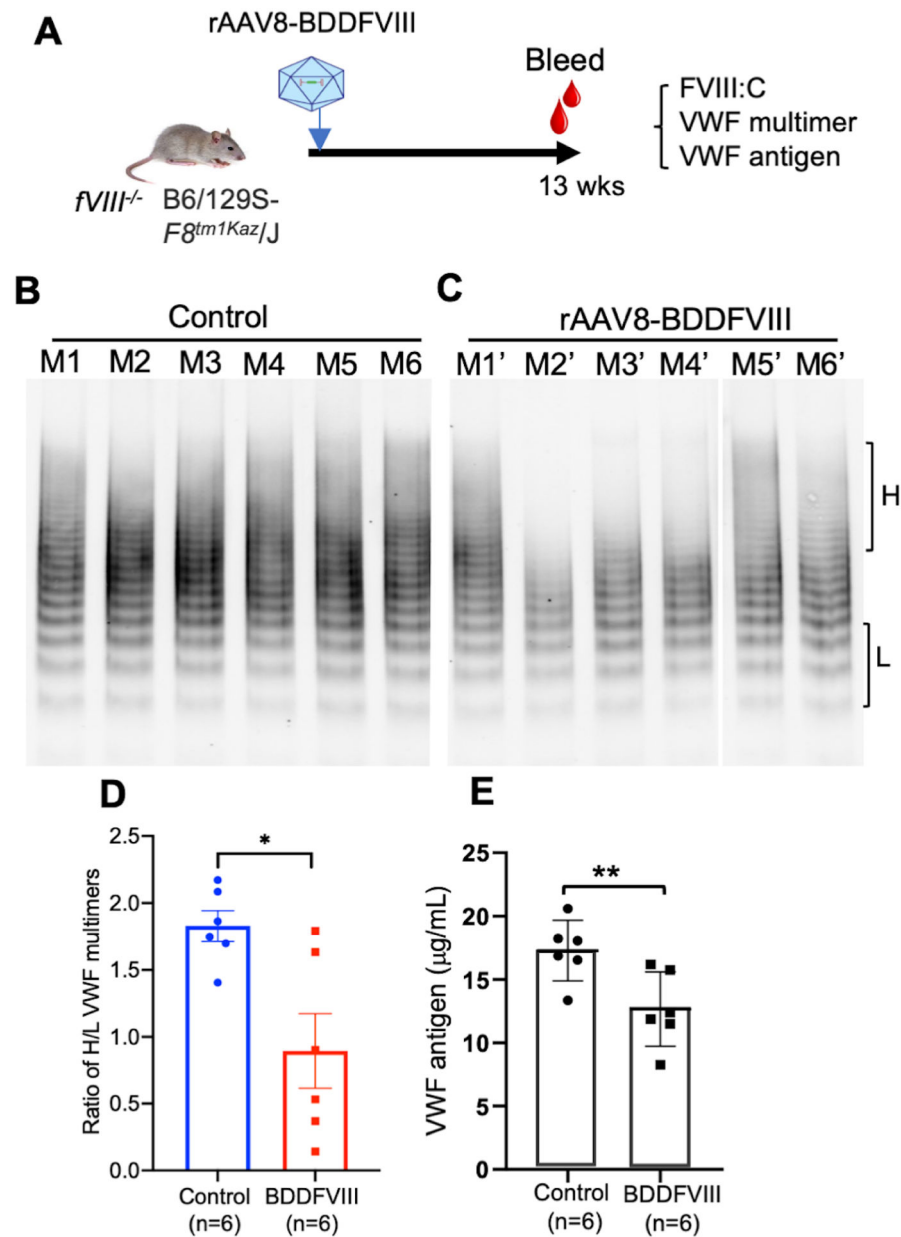 A
rAAV8-BDDFVIII
Bleed
FVIII:C
VWF multimer
VWF antigen
13 wks
fVIII-/- B6/129S-
F8tm1Kaz/J
B
Control
M1 M2 M3 M4 M5 M6
C
rAAV8-BDDFVIII
M1’ M2’ M3’ M4’ M5’ M6’
H
L
D
Ratio of H/L VWF multimers
2.5
2.0
1.5
1.0
0.5
0.0
*
Control
(n=6)
BDDFVIII
(n=6)
E
VWF antigen (μg/mL)
25
20
15
10
5
0
**
Control
(n=6)
BDDFVIII
(n=6)